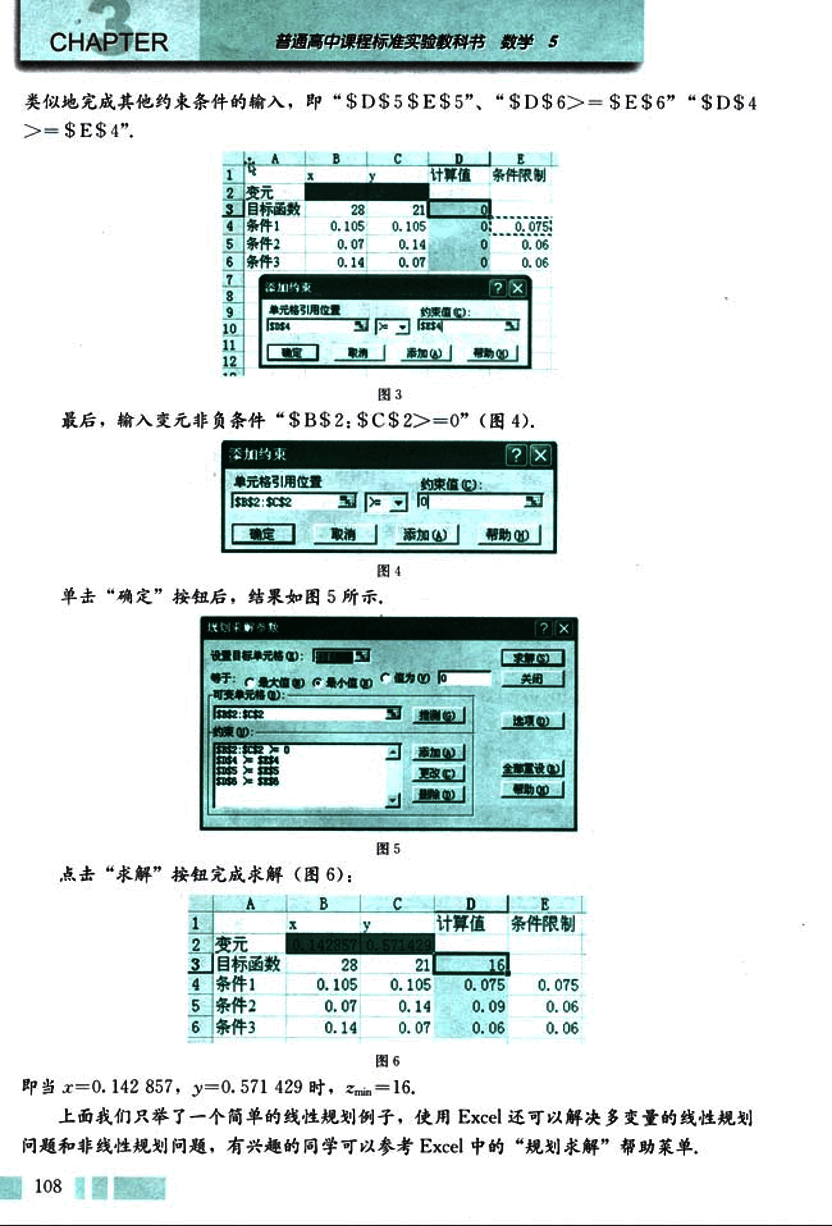 3
CHAPTER
普通高中课程标准实验教科书 数学 5
类似地完成其他约束条件的输入，即“$D$5$E$5”、“$D$6>=$E$6”“$D$4
>=$E$4”.
A B C D E
1 x y 计算值 条件限制
2 变元
3 目标函数 28 21 0
4 条件1 0.105 0.105 0 0.075
5 条件2 0.07 0.14 0 0.06
6 条件3 0.14 0.07 0 0.06
7
8
9
10
11
12
添加约束
单元格引用位置 约束值(C):
$D$4 >= $E$4
确定 取消 添加(A) 帮助(H)
图 3
最后，输入变元非负条件“$B$2:$C$2>=0”(图 4).
添加约束
单元格引用位置 约束值(C):
$B$2:$C$2 >= 0
确定 取消 添加(A) 帮助(H)
图 4
单击“确定”按钮后，结果如图 5 所示.
规划求解参数
设置目标单元格(E): 求解(S)
等于: 最大值(M) 最小值(N) 值为(V) 0 关闭
可变单元格(B):
$B$2:$C$2 推测(G) 选项(O)
约束(U):
$B$2:$C$2 >= 0 添加(A)
$D$4 >= $E$4
$D$5 >= $E$5 更改(C) 全部重设(R)
$D$6 >= $E$6 删除(D) 帮助(H)
图 5
点击“求解”按钮完成求解（图 6）:
A B C D E
1 x y 计算值 条件限制
2 变元 0.142857 0.571429
3 目标函数 28 21 16
4 条件1 0.105 0.105 0.075 0.075
5 条件2 0.07 0.14 0.09 0.06
6 条件3 0.14 0.07 0.06 0.06
图 6
即当 x=0.142 857，y=0.571 429 时，zmin=16.
上面我们只举了一个简单的线性规划例子，使用 Excel 还可以解决多变量的线性规划
问题和非线性规划问题，有兴趣的同学可以参考 Excel 中的“规划求解”帮助菜单.
108